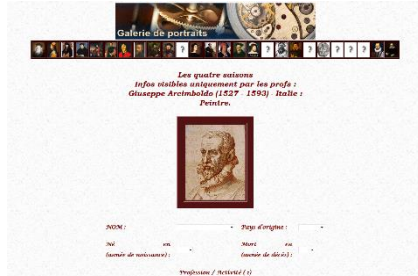 Galerie de portraits
? ? ? ? ? ?
Les quatre saisons
infos visibles uniquement par les profs :
Giuseppe Arcimboldo (1527 - 1593) - Italie :
Peintre.
NOM : Pays d'origine :
Né en Mort en
(année de naissance) : (année de décès) :
Profession / Activité (1)